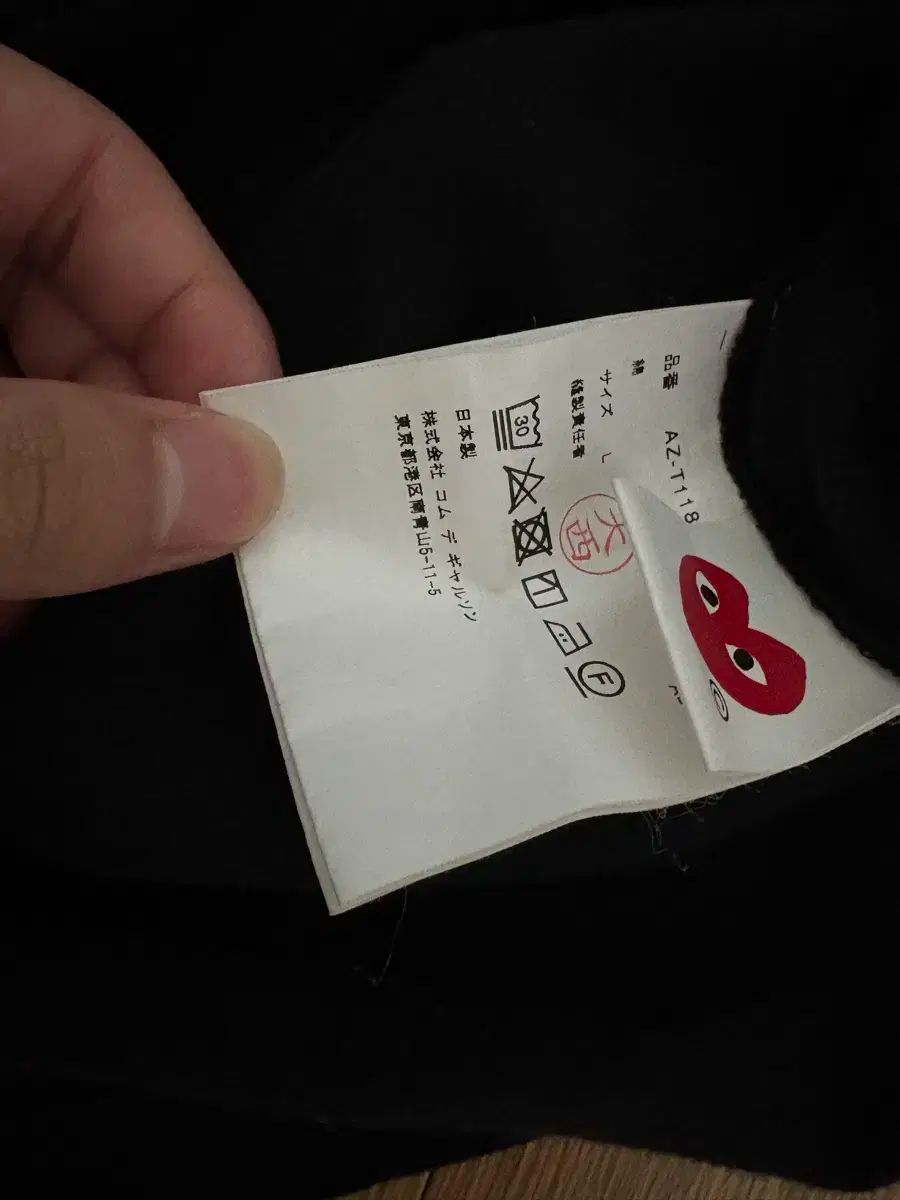 品番 AZ-T118
綿
サイズ L
縫製責任者 大西
30
F
日本製
株式会社 コム デ ギャルソン
東京都港区南青山5-11-5
©